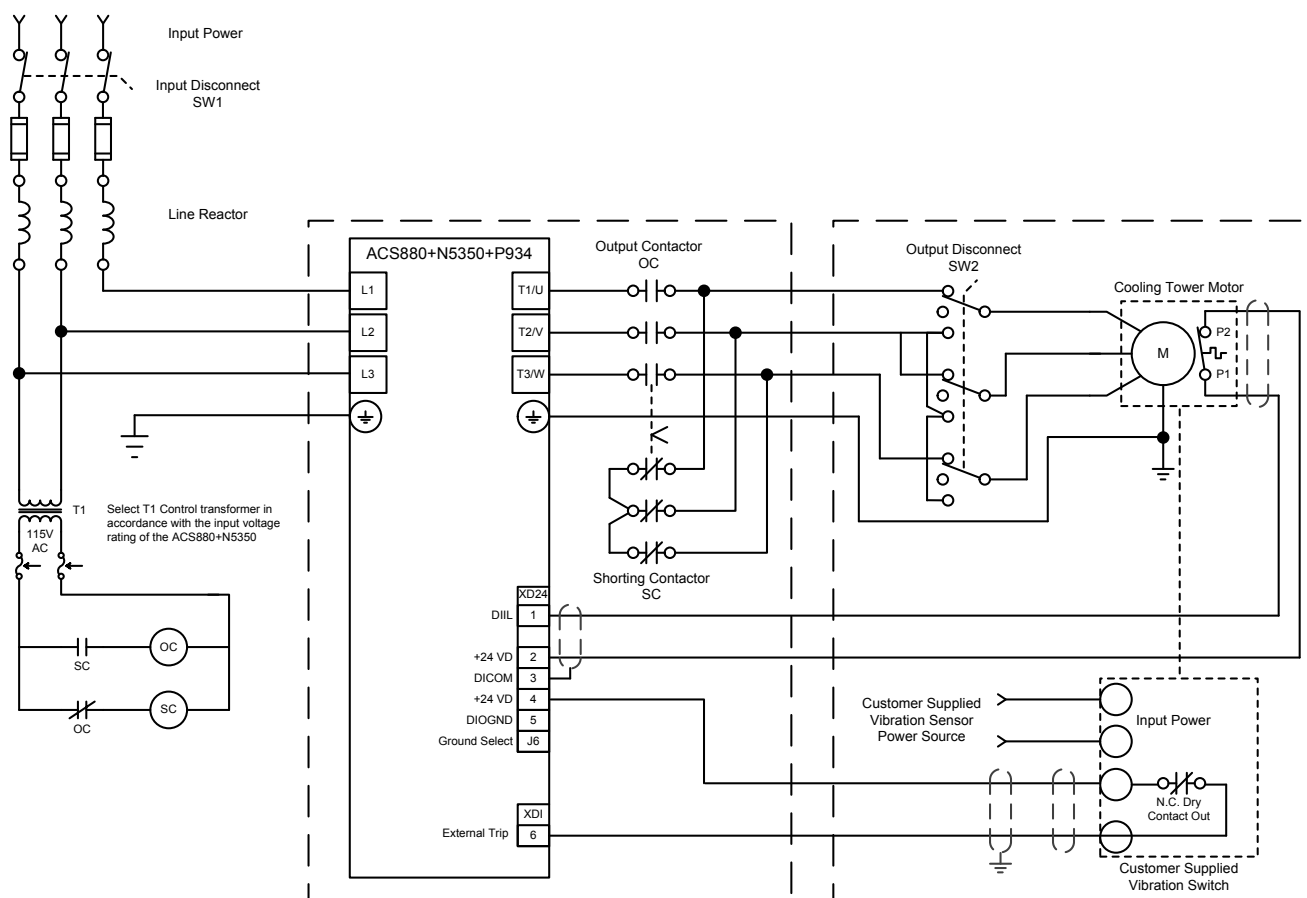 Input Power
Input Disconnect
SW1
Line Reactor
ACS880+N5350+P934
Output Contactor
OC
Output Disconnect
SW2
Cooling Tower Motor
L1
T1/U
L2
T2/V
L3
T3/W
M
P2
P1
T1
Select T1 Control transformer in
accordance with the input voltage
rating of the ACS880+N5350
115V
AC
Shorting Contactor
SC
SC
OC
OC
SC
XD24
DIIL
1
+24 VD
2
DICOM
3
+24 VD
4
DIOGND
5
Ground Select
J6
XDI
External Trip
6
Customer Supplied
Vibration Sensor
Power Source
Input Power
N.C. Dry
Contact Out
Customer Supplied
Vibration Switch